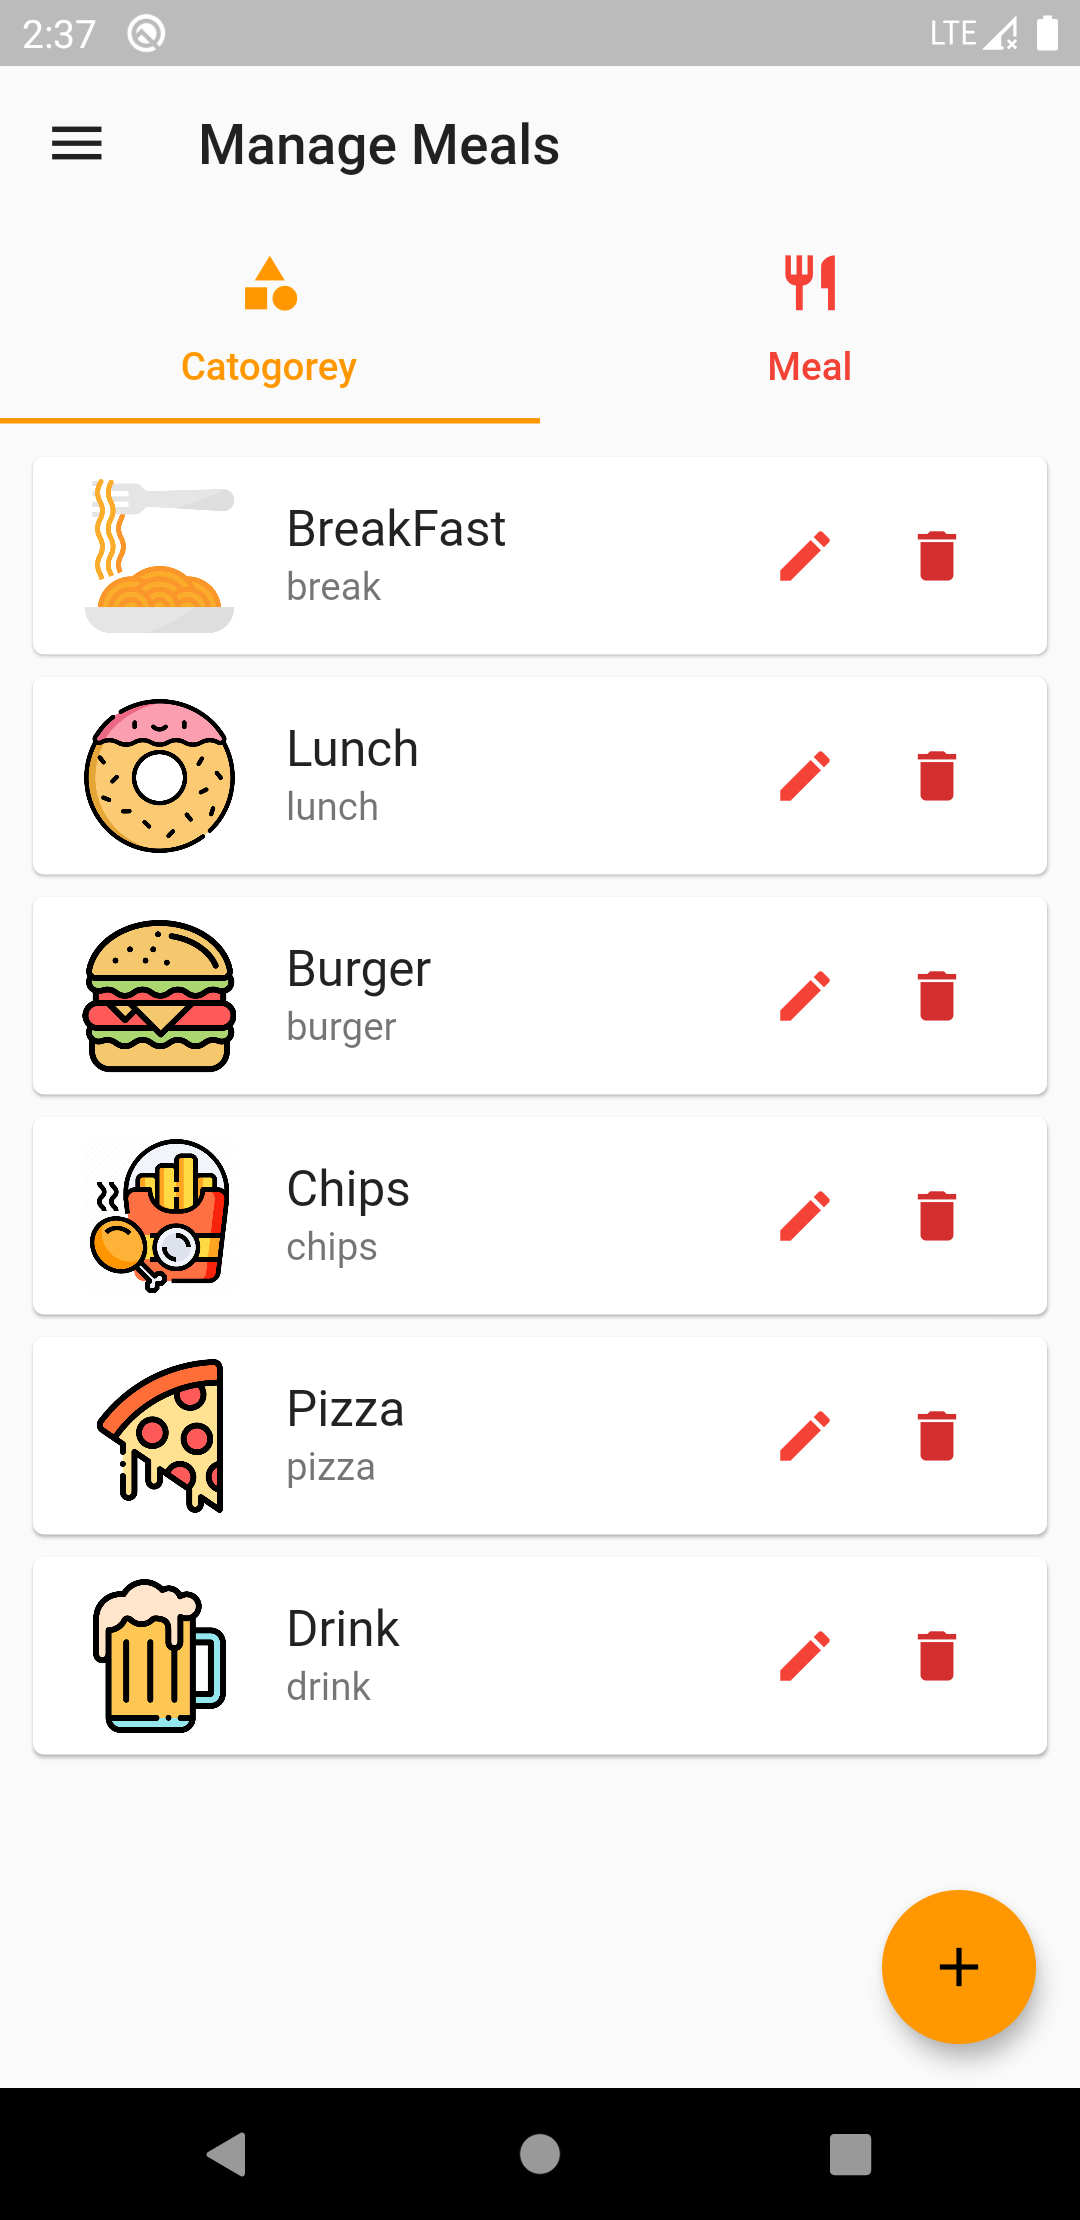 2:37 LTE
Manage Meals
Catogorey Meal
BreakFast
break
Lunch
lunch
Burger
burger
Chips
chips
Pizza
pizza
Drink
drink